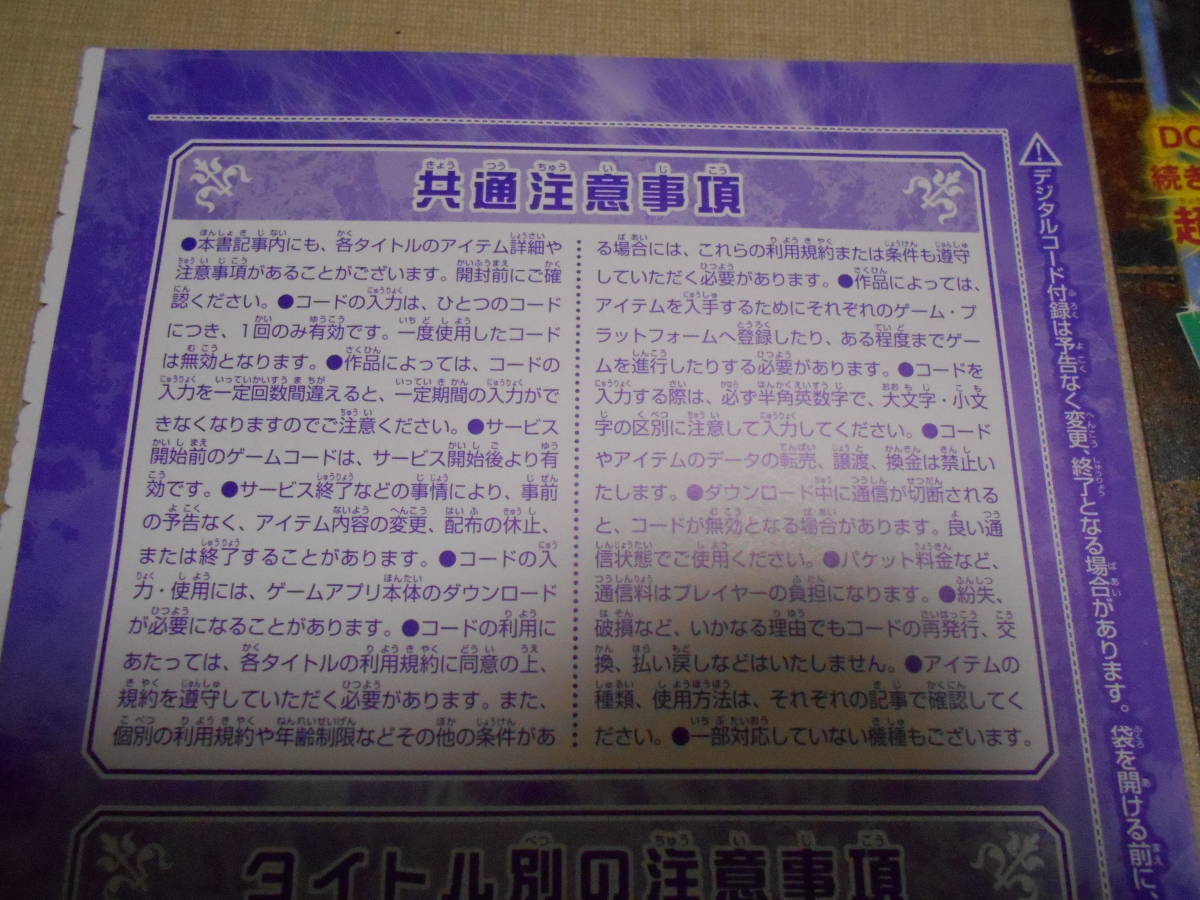 共通注意事項
●本書記事内にも、各タイトルのアイテム詳細や
注意事項があることがございます。開封前にご確
認ください。●コードの入力は、ひとつのコード
につき、1回のみ有効です。一度使用したコード
は無効となります。●作品によっては、コードの
入力を一定回数間違えると、一定期間の入力がで
きなくなりますのでご注意ください。●サービス
開始前のゲームコードは、サービス開始後より有
効です。●サービス終了などの事情により、事前
の予告なく、アイテム内容の変更、配布の休止、
または終了することがあります。●コードの入
力・使用には、ゲームアプリ本体のダウンロード
が必要になることがあります。●コードの利用に
あたっては、各タイトルの利用規約に同意の上、
規約を遵守していただく必要があります。また、
個別の利用規約や年齢制限などその他の条件があ
る場合には、これらの利用規約または条件も遵守
していただく必要があります。●作品によっては、
アイテムを入手するためにそれぞれのゲーム・プ
ラットフォームへ登録したり、ある程度までゲー
ムを進行したりする必要があります。●コードを
入力する際は、必ず半角英数字で、大文字・小文
字の区別に注意して入力してください。●コード
やアイテムのデータの転売、譲渡、換金は禁止い
たします。●ダウンロード中に通信が切断される
と、コードが無効となる場合があります。良い通
信状態でご使用ください。●パケット料金など、
通信料はプレイヤーの負担になります。●紛失、
破損など、いかなる理由でもコードの再発行、交
換、払い戻しなどはいたしません。●アイテムの
種類、使用方法は、それぞれの記事で確認してく
ださい。●一部対応していない機種もございます。
タイトル別の注意事項
デジタルコード付録は予告なく変更、終了となる場合があります。袋を開ける前に、
DQ
続き